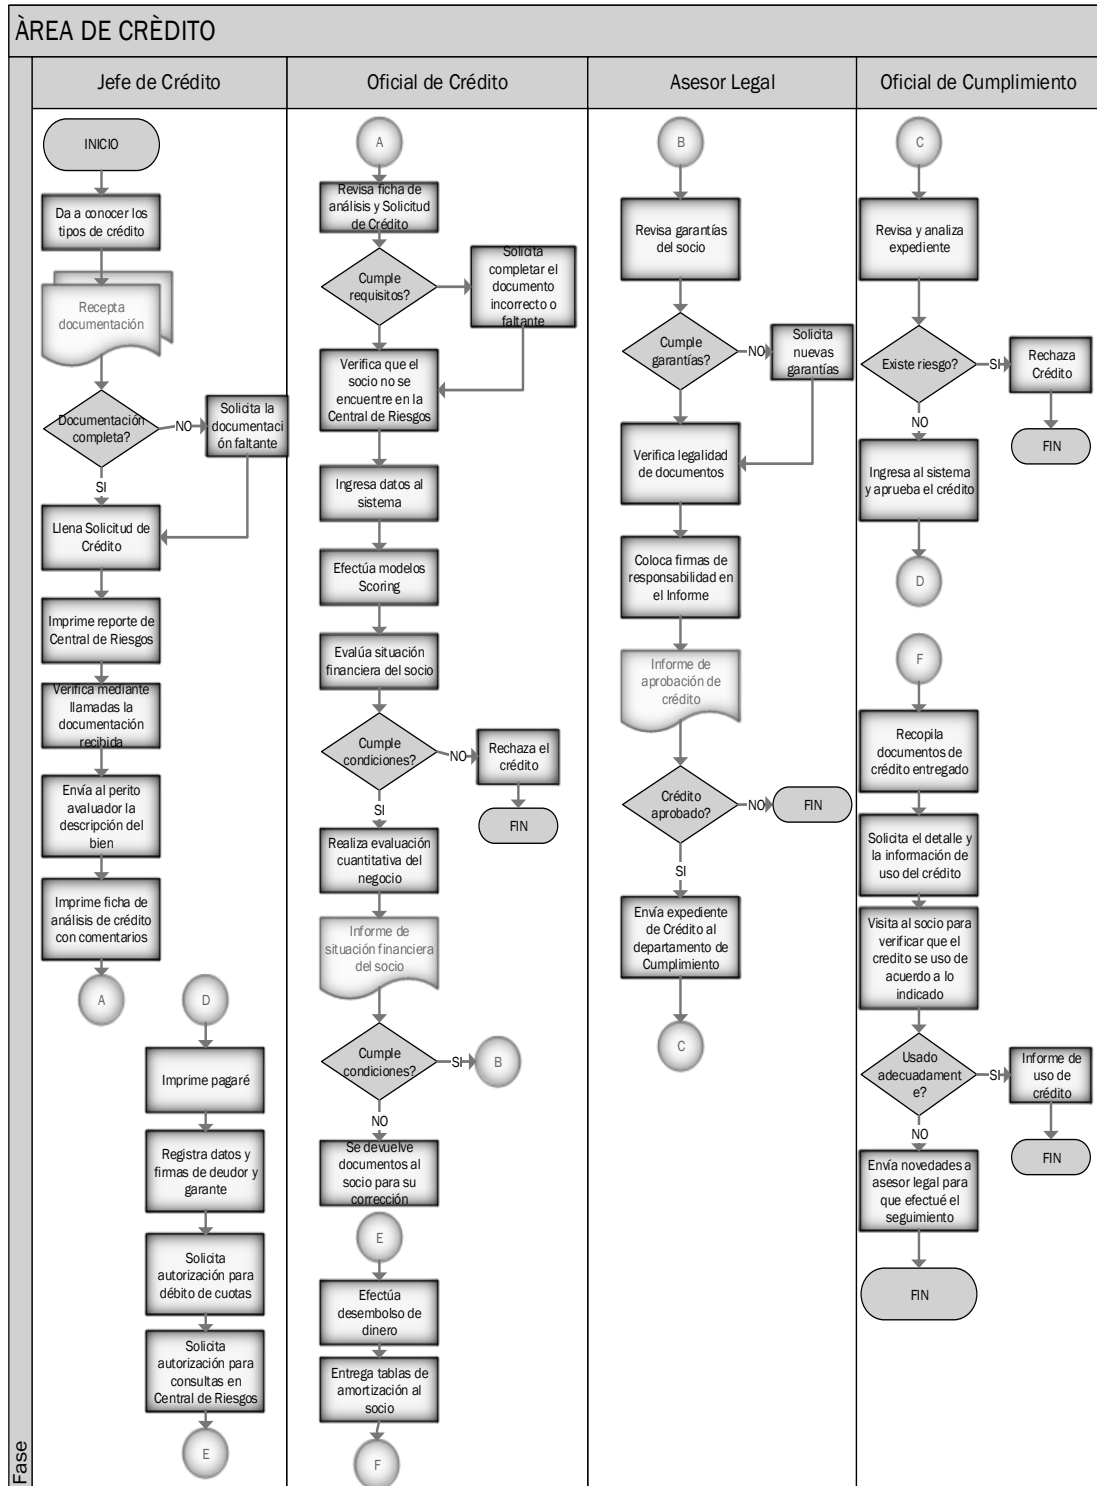 ÀREA DE CRÈDITO
Fase
Jefe de Crédito
INICIO
Da a conocer los
tipos de crédito
Recepta
documentación
Documentación
completa?
NO
Solicita la
documentaci
ón faltante
SI
Llena Solicitud de
Crédito
Imprime reporte de
Central de Riesgos
Verifica mediante
llamadas la
documentación
recibida
Envía al perito
avaluador la
descripción del
bien
Imprime ficha de
análisis de crédito
con comentarios
A
D
Imprime pagaré
Registra datos y
firmas de deudor y
garante
Solicita
autorización para
débito de cuotas
Solicita
autorización para
consultas en
Central de Riesgos
E
Oficial de Crédito
A
Revisa ficha de
análisis y Solicitud
de Crédito
Cumple
requisitos?
Solicita
completar el
documento
incorrecto o
faltante
Verifica que el
socio no se
encuentre en la
Central de Riesgos
Ingresa datos al
sistema
Efectúa modelos
Scoring
Evalúa situación
financiera del socio
Cumple
condiciones?
NO
Rechaza el
crédito
FIN
SI
Realiza evaluación
cuantitativa del
negocio
Informe de
situación financiera
del socio
Cumple
condiciones?
SI
B
NO
Se devuelve
documentos al
socio para su
corrección
E
Efectúa
desembolso de
dinero
Entrega tablas de
amortización al
socio
F
Asesor Legal
B
Revisa garantías
del socio
Cumple
garantías?
NO
Solicita
nuevas
garantías
Verifica legalidad
de documentos
Coloca firmas de
responsabilidad en
el Informe
Informe de
aprobación de
crédito
Crédito
aprobado?
NO
FIN
SI
Envía expediente
de Crédito al
departamento de
Cumplimiento
C
Oficial de Cumplimiento
C
Revisa y analiza
expediente
Existe riesgo?
SI
Rechaza
Crédito
FIN
NO
Ingresa al sistema
y aprueba el crédito
D
F
Recopila
documentos de
crédito entregado
Solicita el detalle y
la información de
uso del crédito
Visita al socio para
verificar que el
credito se uso de
acuerdo a lo
indicado
Usado
adecuadament
e?
SI
Informe de
uso de
crédito
FIN
NO
Envía novedades a
asesor legal para
que efectué el
seguimiento
FIN